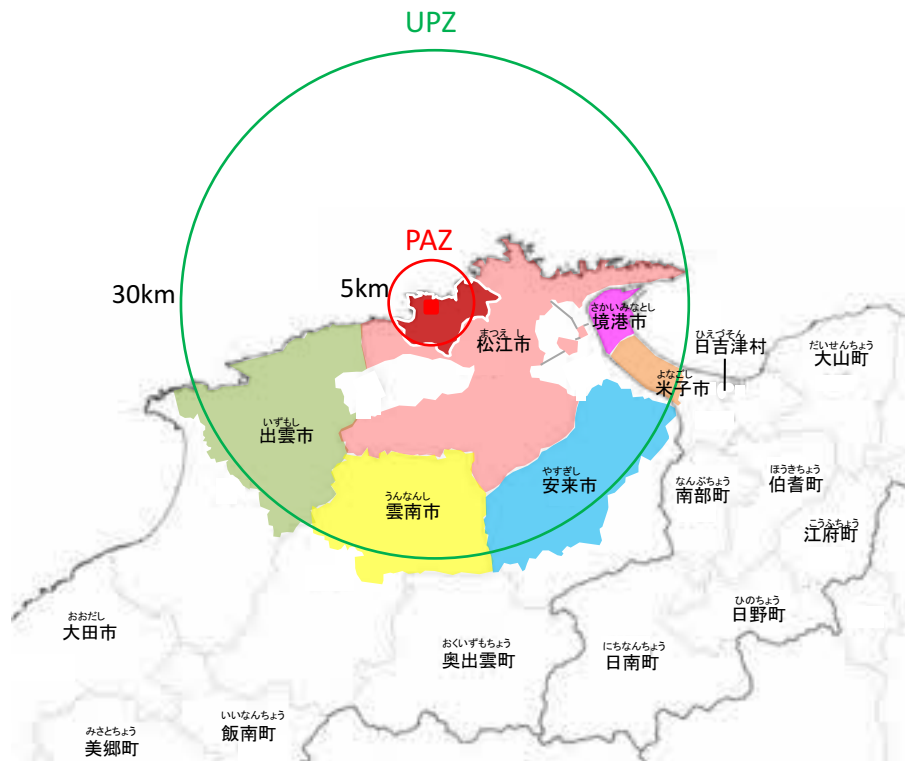 UPZ
PAZ
30km
5km
さかいみなとし
境港市
ひえづそん
日吉津村
だいせんちょう
大山町
まつえ し
松江市
よなごし
米子市
いずもし
出雲市
やすぎし
安来市
なんぶちょう
南部町
ほうきちょう
伯耆町
うんなんし
雲南市
こうふちょう
江府町
おおだし
大田市
ひのちょう
日野町
おくいずもちょう
奥出雲町
にちなんちょう
日南町
みさとちょう
美郷町
いいなんちょう
飯南町